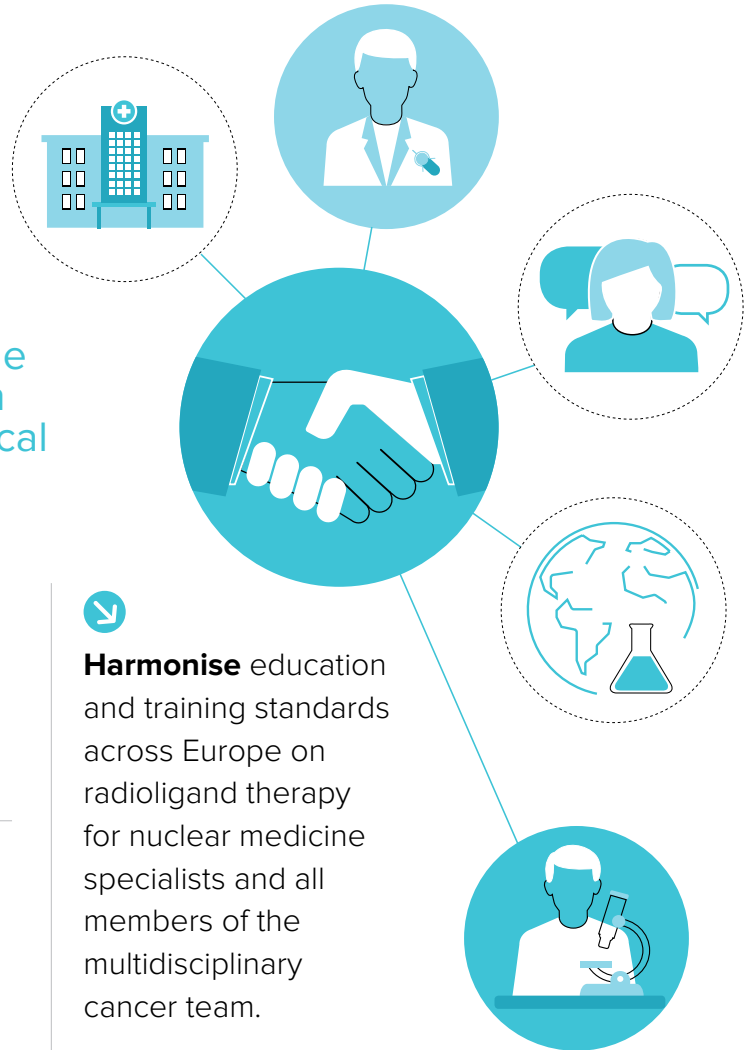 e
cal
Harmonise education
and training standards
across Europe on
radioligand therapy
for nuclear medicine
specialists and all
members of the
multidisciplinary
cancer team.